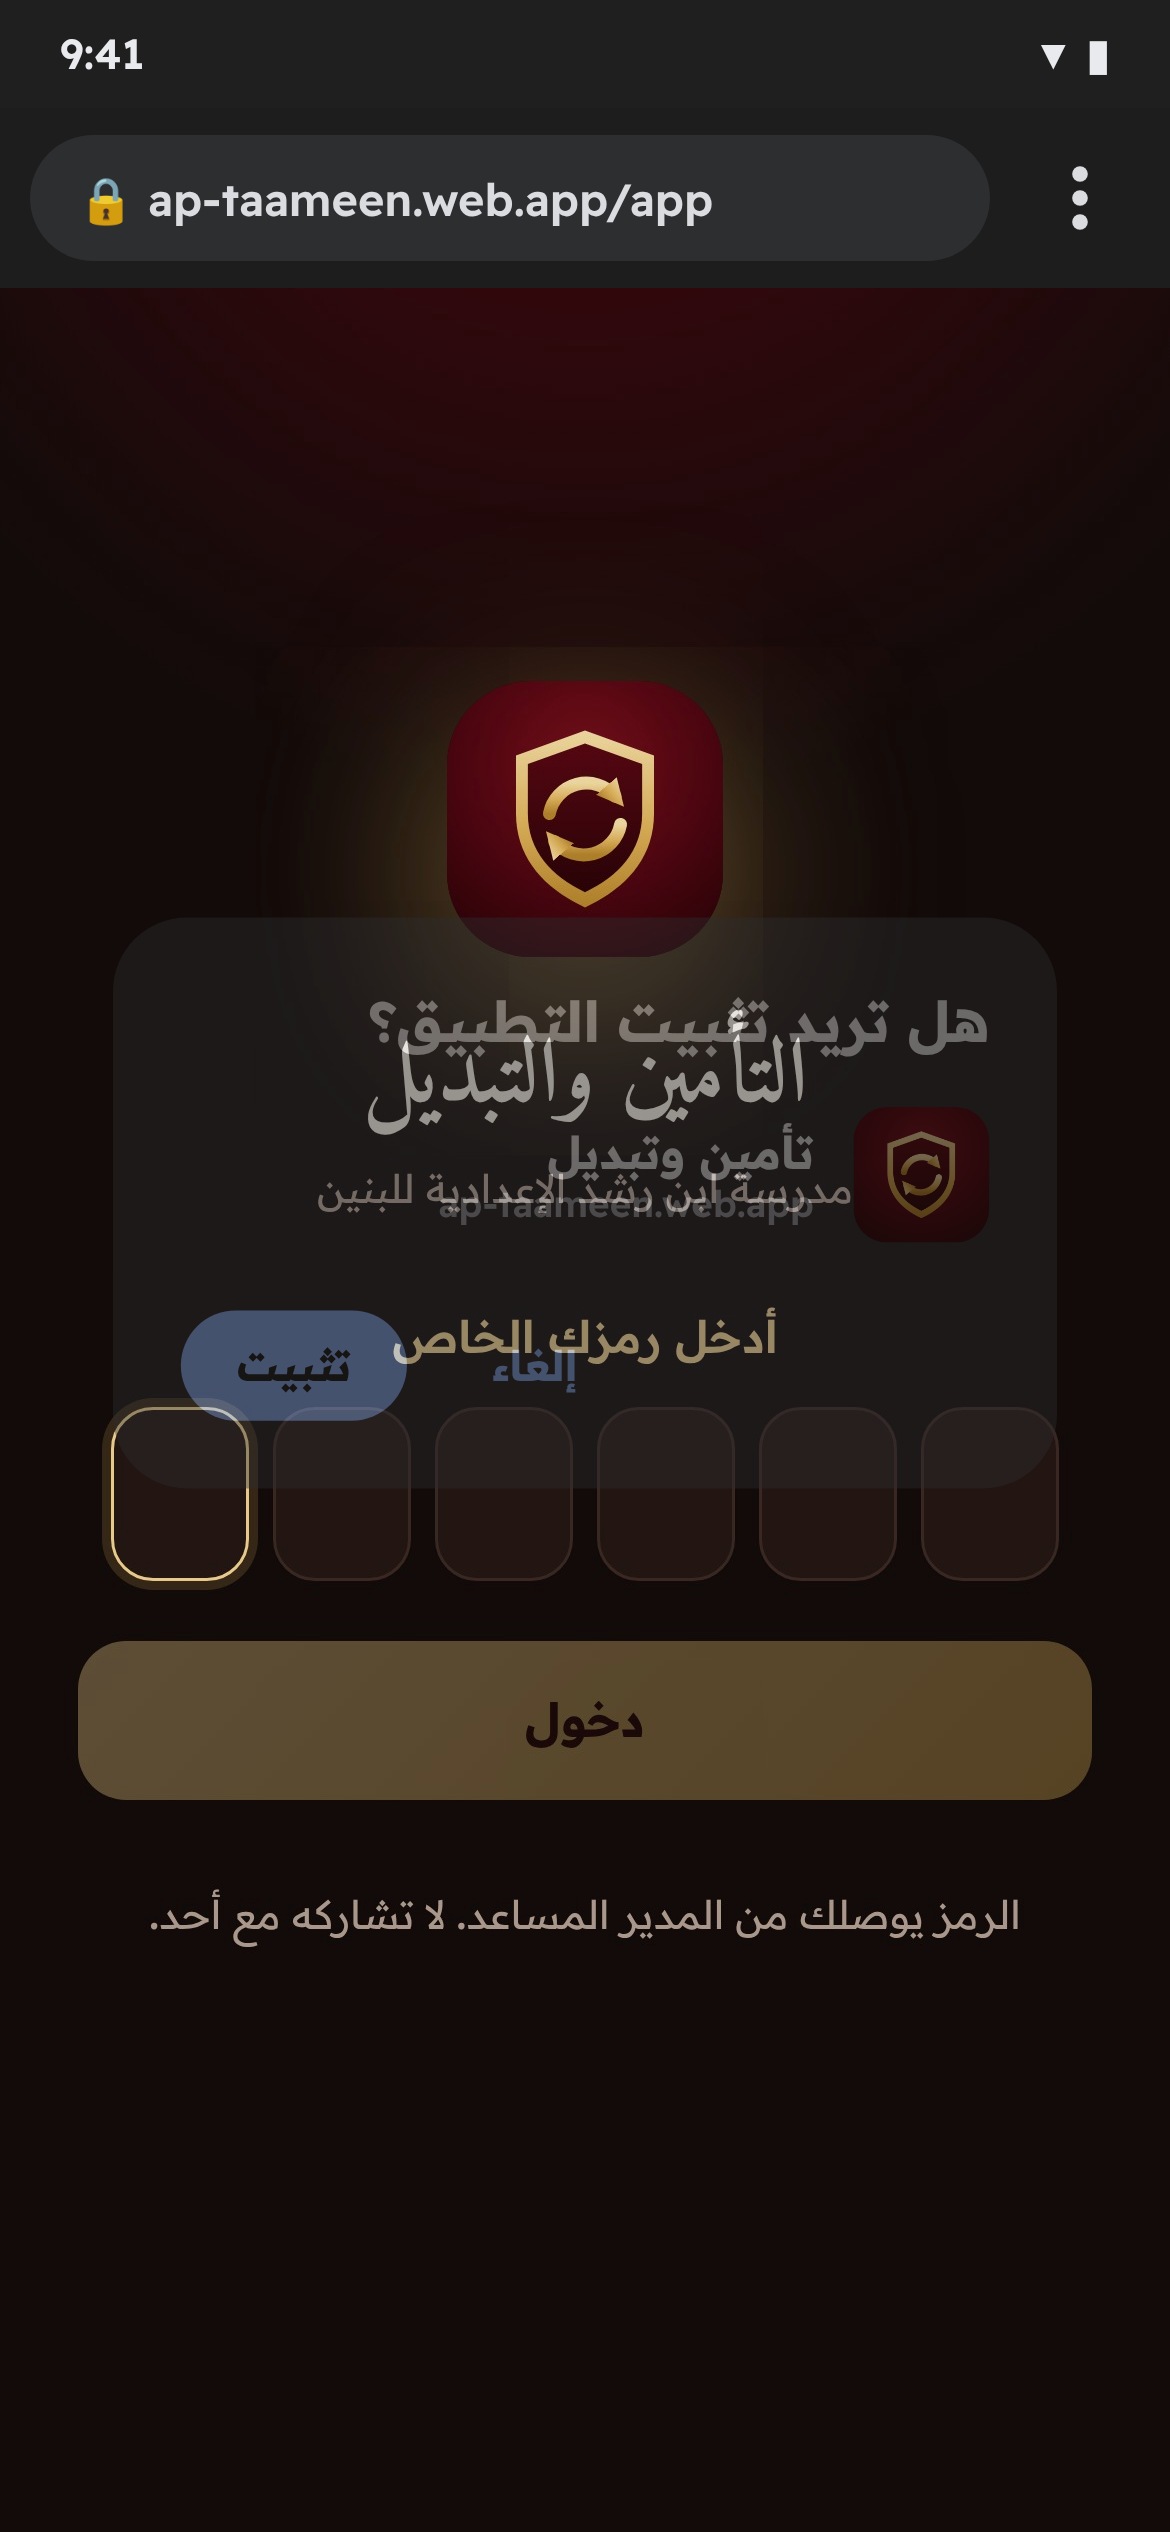 9:41
ap-taameen.web.app/app
هل تريد تثبيت التطبيق؟
التأمين والتبديل
تأمين وتبديل
مدرسة ابن رشد الإعدادية للبنين
ap-taameen.web.app
أدخل رمزك الخاص
إلغاء
تثبيت
دخول
الرمز يوصلك من المدير المساعد. لا تشاركه مع أحد.